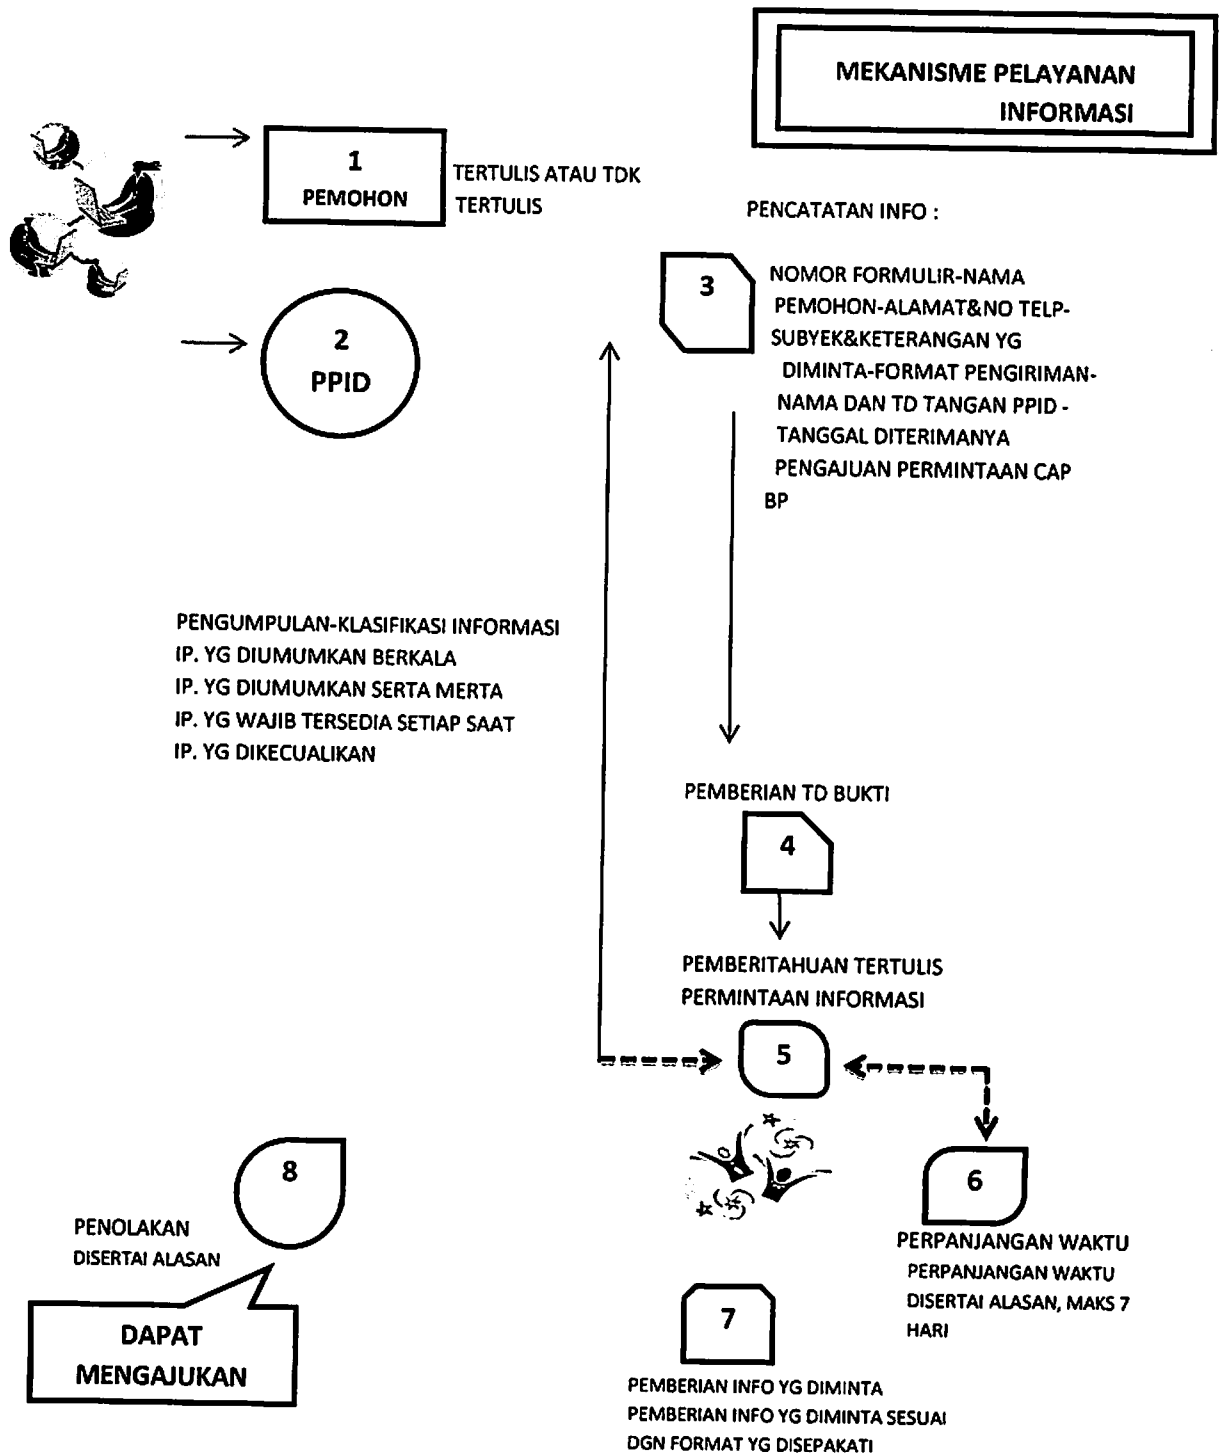 MEKANISME PELAYANAN
INFORMASI
1
PEMOHON
TERTULIS ATAU TDK
TERTULIS
2
PPID
PENCATATAN INFO :
3
NOMOR FORMULIR-NAMA
PEMOHON-ALAMAT&NO TELP-
SUBYEK&KETERANGAN YG
DIMINTA-FORMAT PENGIRIMAN-
NAMA DAN TD TANGAN PPID -
TANGGAL DITERIMANYA
PENGAJUAN PERMINTAAN CAP
BP
PENGUMPULAN-KLASIFIKASI INFORMASI
IP. YG DIUMUMKAN BERKALA
IP. YG DIUMUMKAN SERTA MERTA
IP. YG WAJIB TERSEDIA SETIAP SAAT
IP. YG DIKECUALIKAN
PEMBERIAN TD BUKTI
4
PEMBERITAHUAN TERTULIS
PERMINTAAN INFORMASI
5
6
PERPANJANGAN WAKTU
PERPANJANGAN WAKTU
DISERTAI ALASAN, MAKS 7
HARI
7
PEMBERIAN INFO YG DIMINTA
PEMBERIAN INFO YG DIMINTA SESUAI
DGN FORMAT YG DISEPAKATI
8
PENOLAKAN
DISERTAI ALASAN
DAPAT
MENGAJUKAN